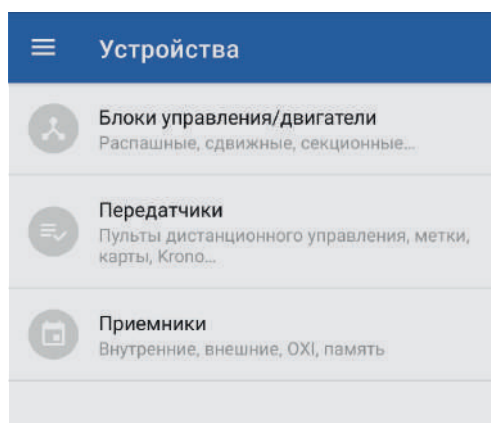 Устройства
Блоки управления/двигатели
Распашные, сдвижные, секционные...
Передатчики
Пульты дистанционного управления, метки,
карты, Krono...
Приемники
Внутренние, внешние, OXI, память